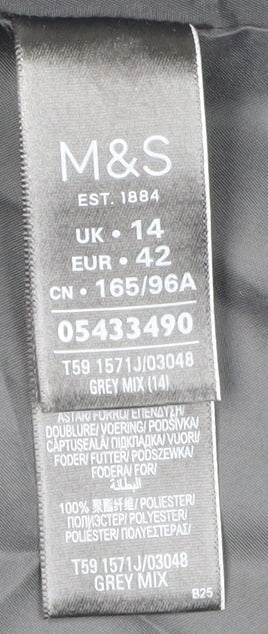 M&S
EST. 1884
UK • 14
EUR • 42
CN • 165/96A
05433490
T59 1571J/03048
GREY MIX (14)
ASTAR/FORRO/ΕΠΕΝΔΥΣΗ/
DOUBLURE/VOERING/PODŠÍVKA/
CĂPTUŞEALĂ/ПІДКЛАДКА/VUORI/
FODER/FUTTER/PODSZEWKA/
FODERA/FOR/
البطانة/
100% 聚酯纤维/POLIESTER/
ПОЛИЭСТЕР/POLYESTER/
POLIESTER/ΠΟΛΥΕΣΤΕΡΑΣ/
T59 1571J/03048
GREY MIX
B25